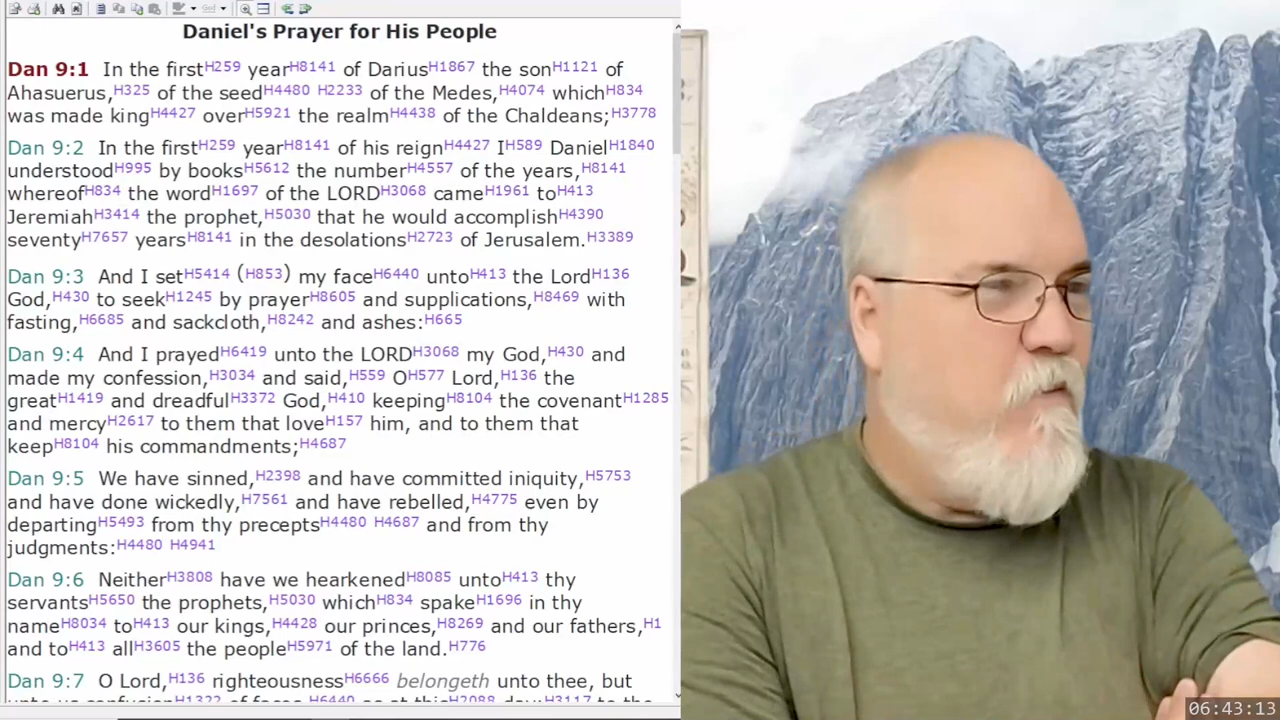 Daniel's Prayer for His People
Dan 9:1 In the firstH259 yearH8141 of DariusH1867 the sonH1121 of
Ahasuerus,H325 of the seedH4480 H2233 of the Medes,H4074 whichH834
was made kingH4427 overH5921 the realmH4438 of the Chaldeans;H3778
Dan 9:2 In the firstH259 yearH8141 of his reignH4427 IH589 DanielH1840
understoodH995 by booksH5612 the numberH4557 of the years,H8141
whereofH834 the wordH1697 of the LORDH3068 cameH1961 toH413
JeremiahH3414 the prophet,H5030 that he would accomplishH4390
seventyH7657 yearsH8141 in the desolationsH2723 of Jerusalem.H3389
Dan 9:3 And I setH5414 (H853) my faceH6440 untoH413 the LordH136
God,H430 to seekH1245 by prayerH8605 and supplications,H8469 with
fasting,H6685 and sackcloth,H8242 and ashes:H665
Dan 9:4 And I prayedH6419 unto the LORDH3068 my God,H430 and
made my confession,H3034 and said,H559 OH577 Lord,H136 the
greatH1419 and dreadfulH3372 God,H410 keepingH8104 the covenantH1285
and mercyH2617 to them that loveH157 him, and to them that
keepH8104 his commandments;H4687
Dan 9:5 We have sinned,H2398 and have committed iniquity,H5753
and have done wickedly,H7561 and have rebelled,H4775 even by
departingH5493 from thy preceptsH4480 H4687 and from thy
judgments:H4480 H4941
Dan 9:6 NeitherH3808 have we hearkenedH8085 untoH413 thy
servantsH5650 the prophets,H5030 whichH834 spakeH1696 in thy
nameH8034 toH413 our kings,H4428 our princes,H8269 and our fathers,H1
and toH413 allH3605 the peopleH5971 of the land.H776
Dan 9:7 O Lord,H136 righteousnessH6666 belongeth unto thee, but
06:43:13